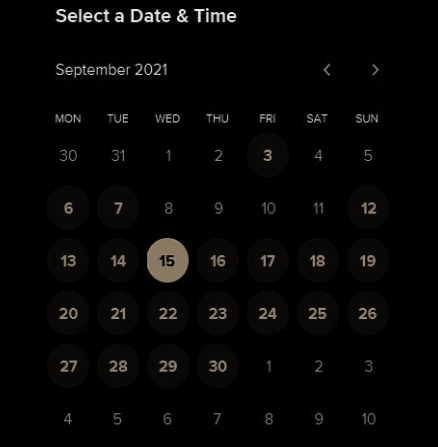 Select a Date & Time
September 2021
MON TUE WED THU FRI SAT SUN
30 31 1 2 3 4 5
6 7 8 9 10 11 12
13 14 15 16 17 18 19
20 21 22 23 24 25 26
27 28 29 30 1 2 3
4 5 6 7 8 9 10